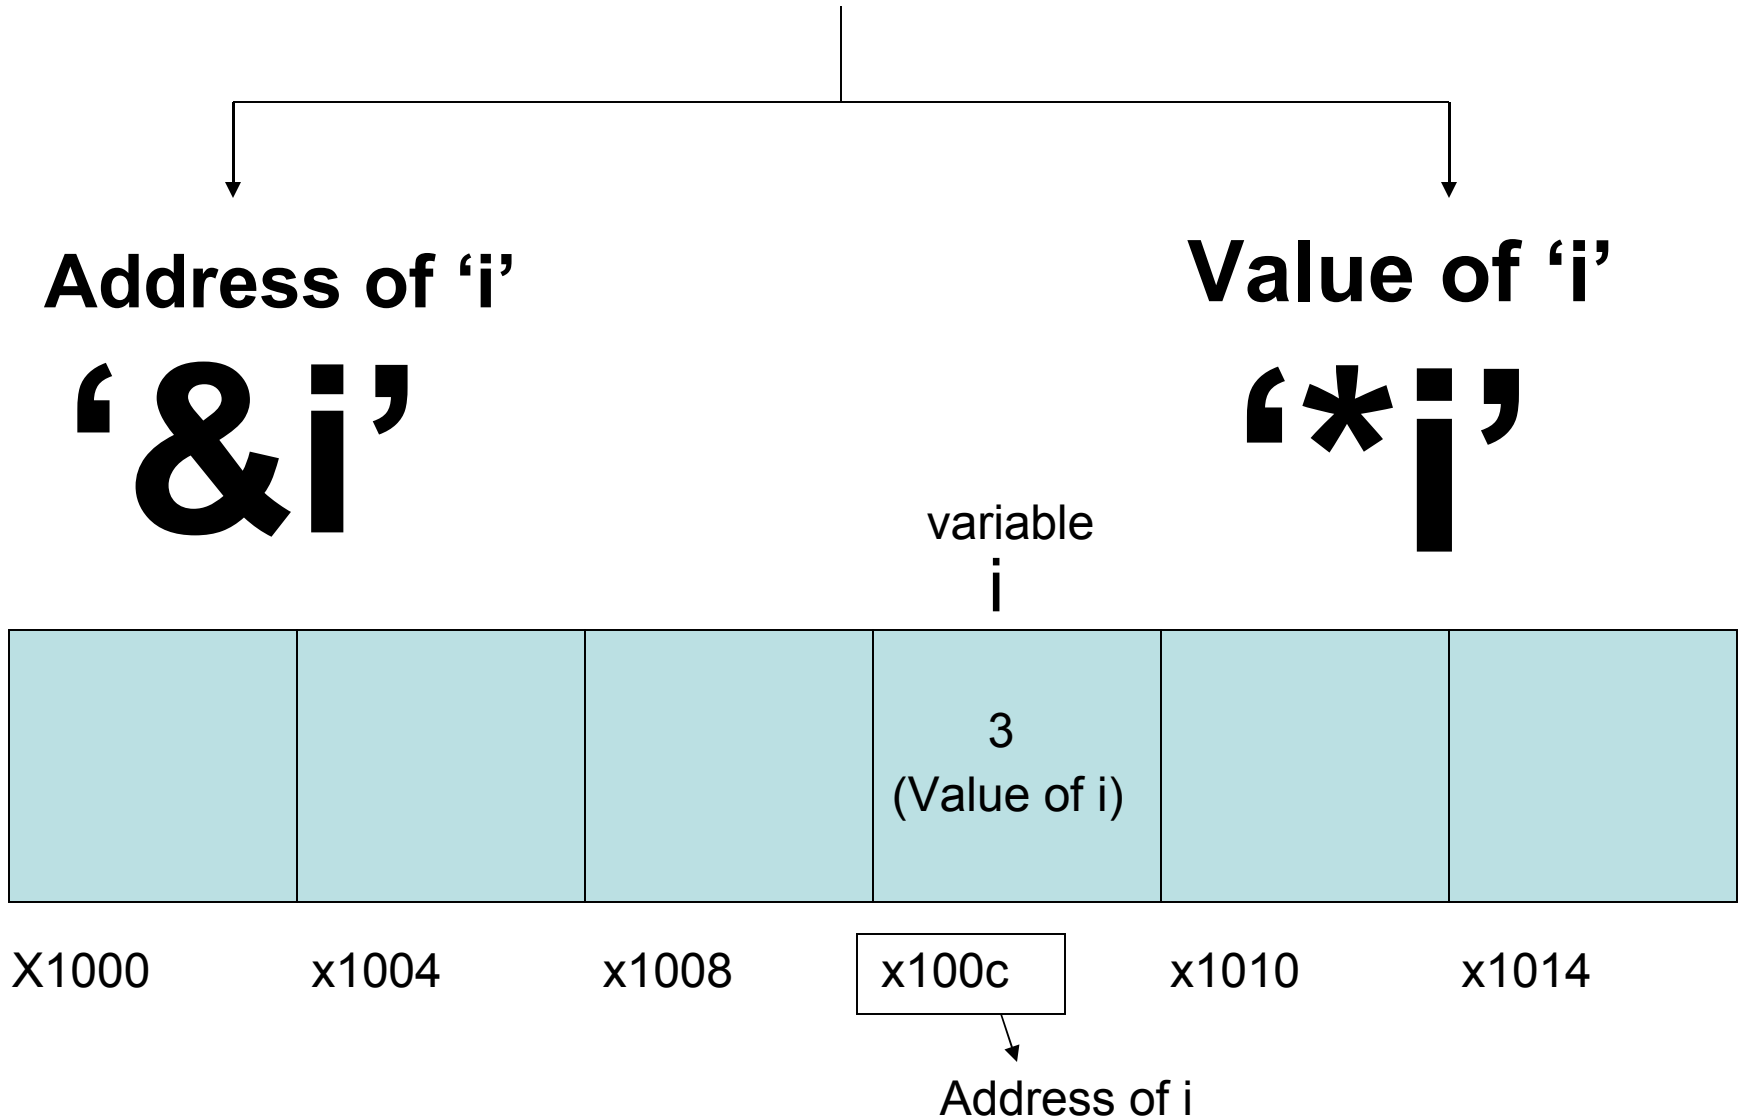 Address of ‘i’
Value of ‘i’
‘&i’
‘*i’
variable
i
3
(Value of i)
X1000 x1004 x1008 x100c x1010 x1014
Address of i